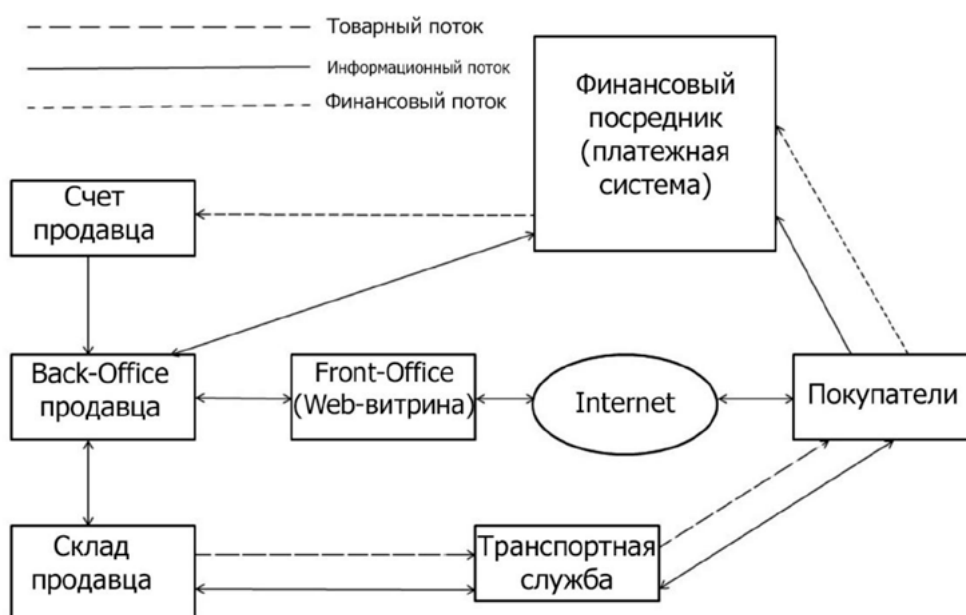 Товарный поток
Информационный поток
Финансовый поток
Финансовый
посредник
(платежная
система)
Счет
продавца
Back-Office
продавца
Front-Office
(Web-витрина)
Internet
Покупатели
Склад
продавца
Транспортная
служба